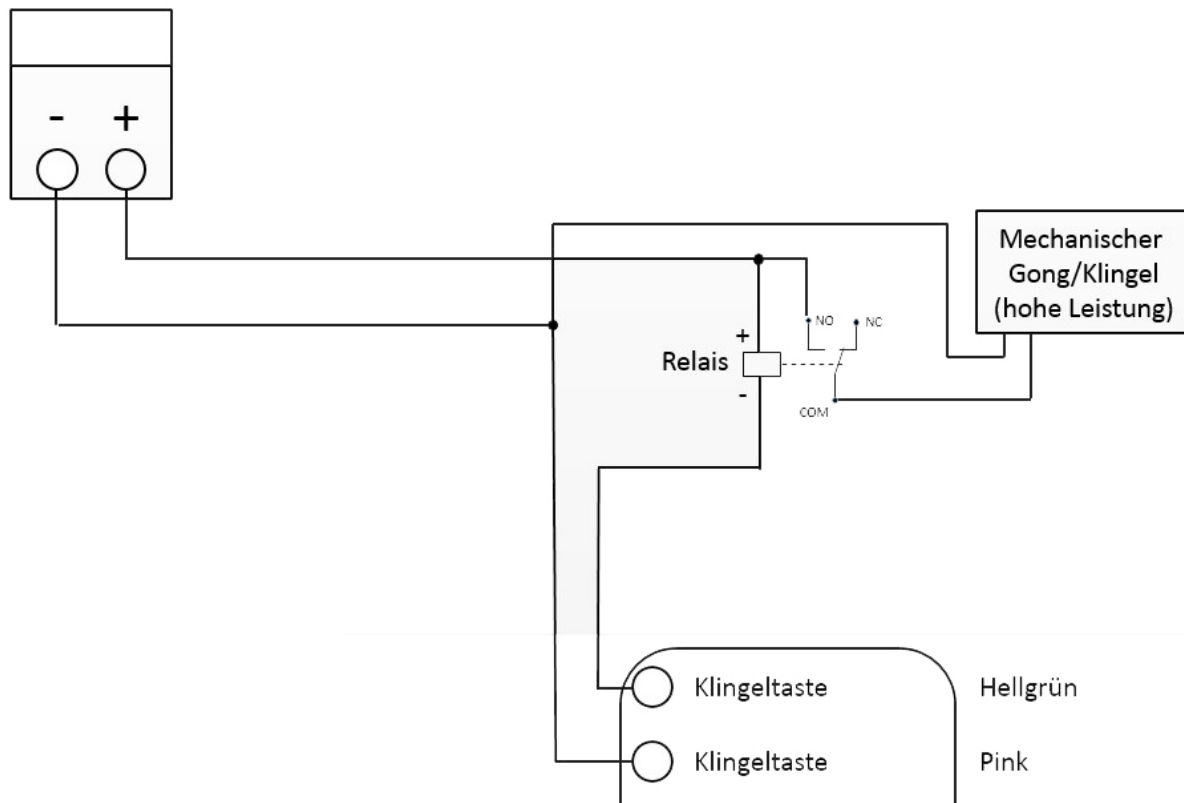 - +
Mechanischer
Gong/Klingel
(hohe Leistung)
NO NC
+
Relais
-
COM
Klingeltaste Hellgrün
Klingeltaste Pink